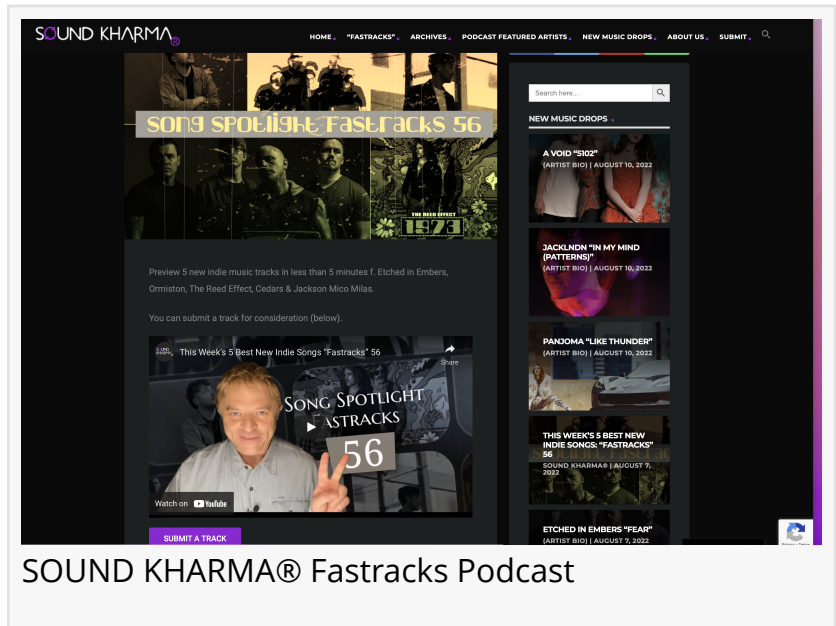 SOUND KHARMA®
HOME
"FASTRACKS"
ARCHIVES
PODCAST FEATURED ARTISTS
NEW MUSIC DROPS
ABOUT US
SUBMIT
SONG SPOTLIGHT FASTRACKS 56
THE REED EFFECT
1973
Preview 5 new indie music tracks in less than 5 minutes f. Etched in Embers,
Ormiston, The Reed Effect, Cedars & Jackson Mico Milas.
You can submit a track for consideration (below).
This Week's 5 Best New Indie Songs "Fastracks" 56
Share
SONG SPOTLIGHT
FASTRACKS
56
Watch on YouTube
SUBMIT A TRACK
Search here...
NEW MUSIC DROPS
A VOID "5102"
(ARTIST BIO) | AUGUST 10, 2022
JACKLNDN "IN MY MIND
(PATTERNS)"
(ARTIST BIO) | AUGUST 10, 2022
PANJOMA "LIKE THUNDER"
(ARTIST BIO) | AUGUST 10, 2022
THIS WEEK'S 5 BEST NEW
INDIE SONGS: "FASTRACKS"
56
SOUND KHARMA® | AUGUST 7,
2022
ETCHED IN EMBERS "FEAR"
(ARTIST BIO) | AUGUST 7, 2022
SOUND KHARMA® Fastracks Podcast